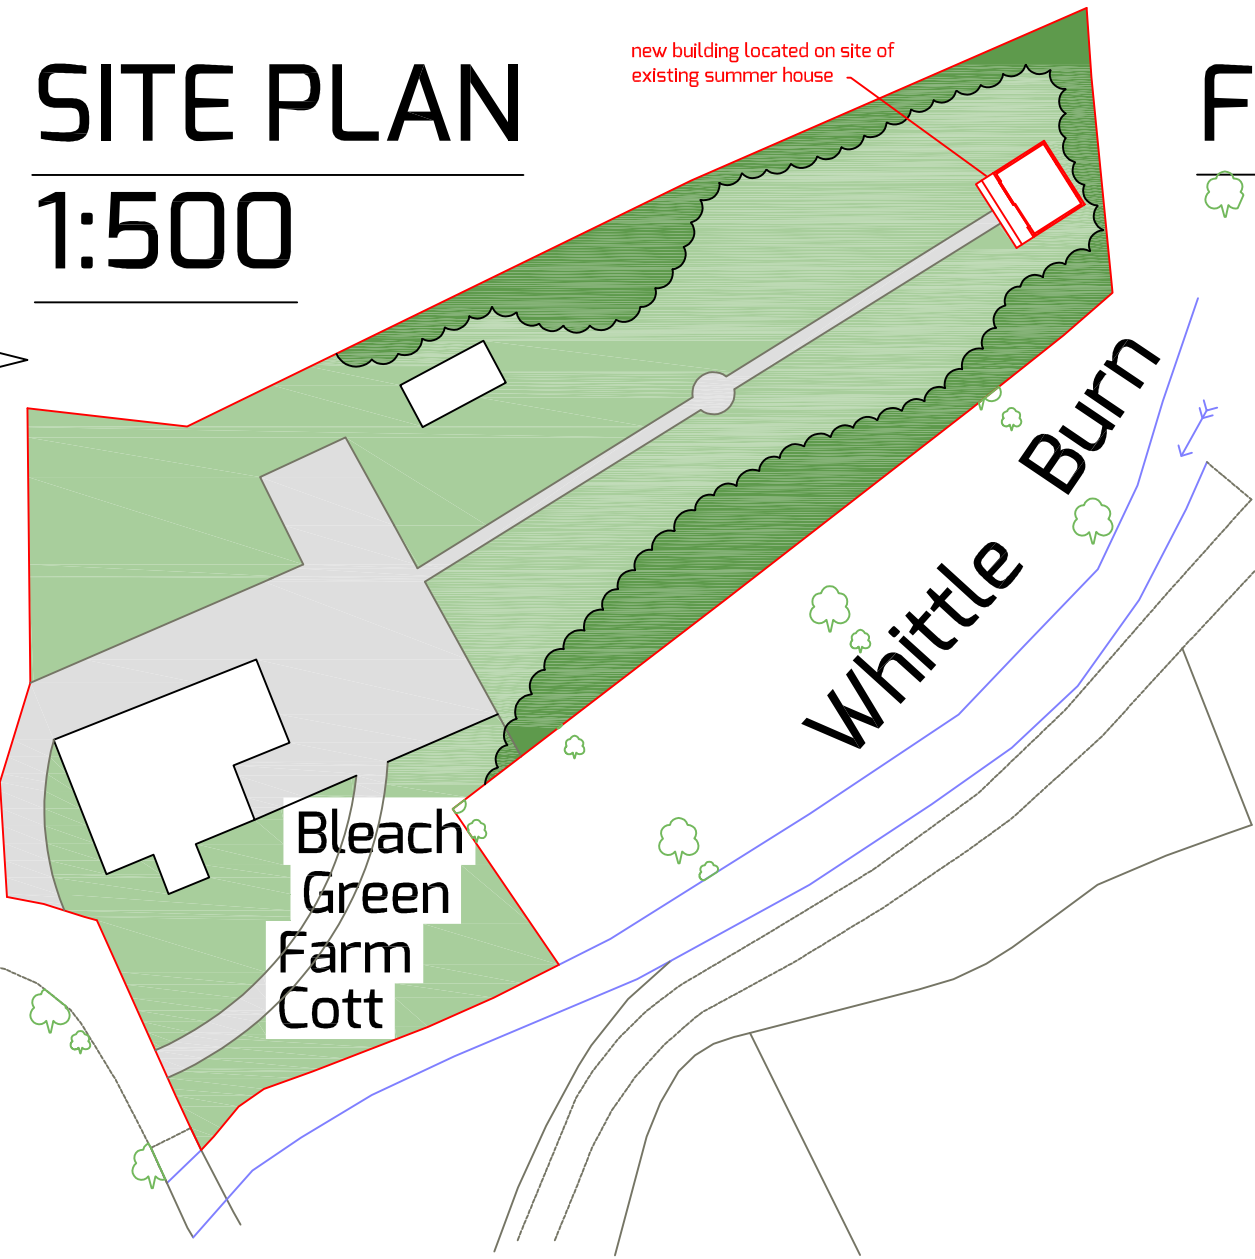 SITE PLAN
1:500
new building located on site of
existing summer house
F
Whittle Burn
Bleach
Green
Farm
Cott